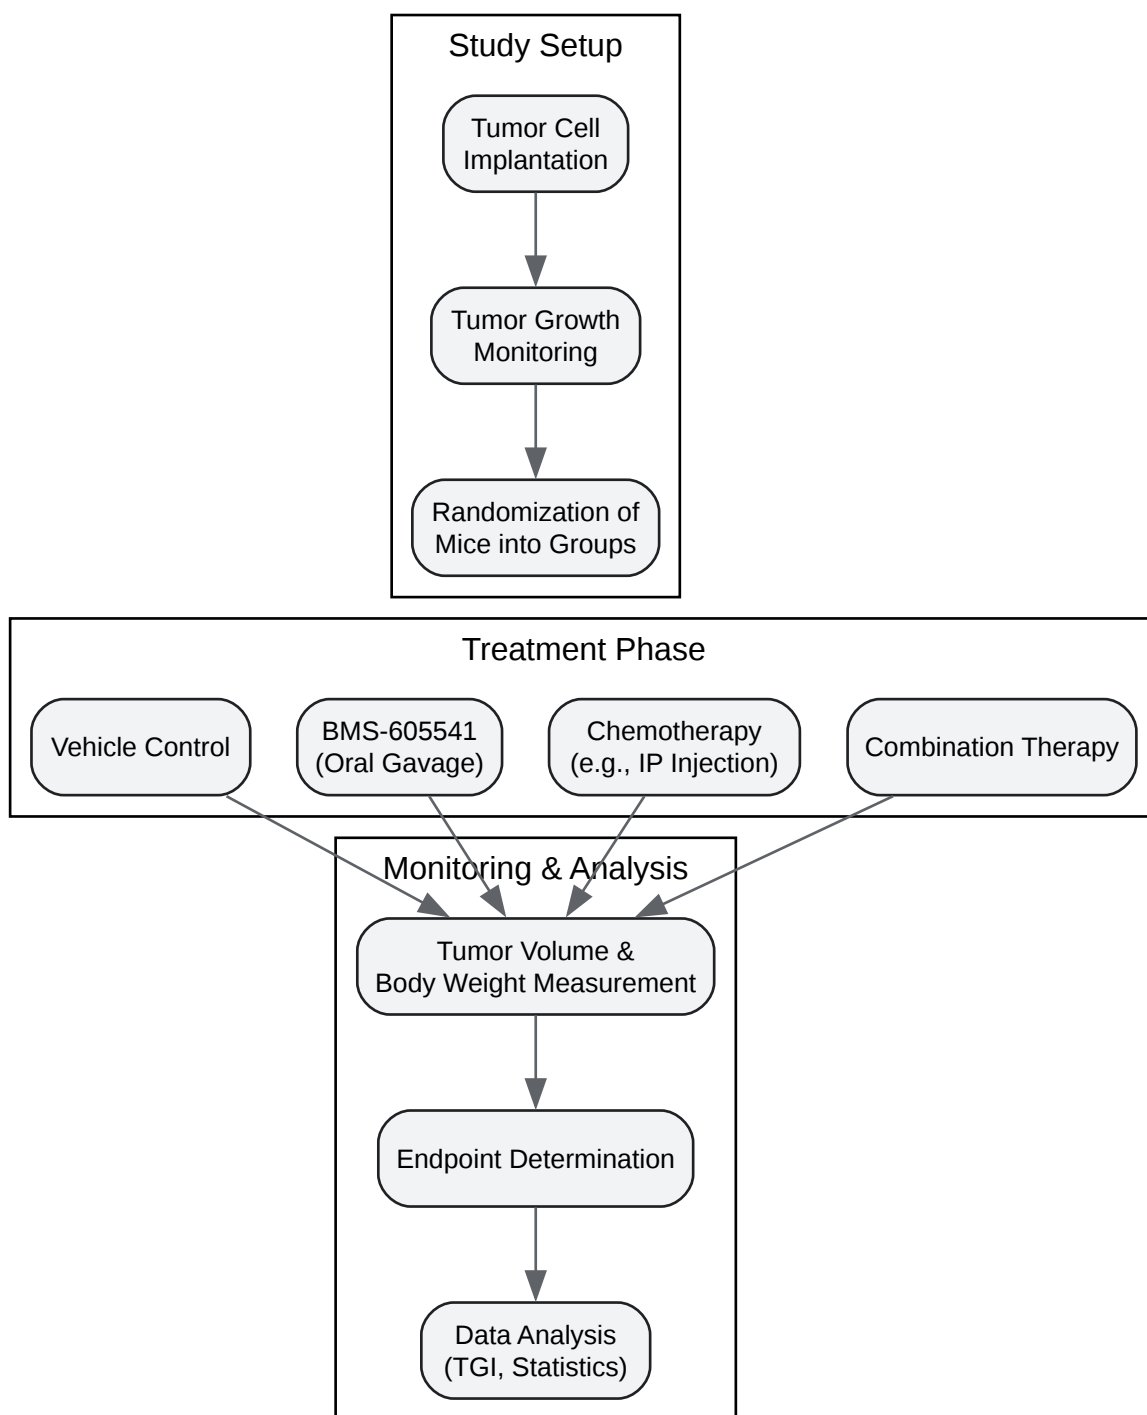 Study Setup
Tumor Cell
Implantation
Tumor Growth
Monitoring
Randomization of
Mice into Groups
Treatment Phase
Vehicle Control
BMS-605541
(Oral Gavage)
Chemotherapy
(e.g., IP Injection)
Combination Therapy
Monitoring & Analysis
Tumor Volume &
Body Weight Measurement
Endpoint Determination
Data Analysis
(TGI, Statistics)